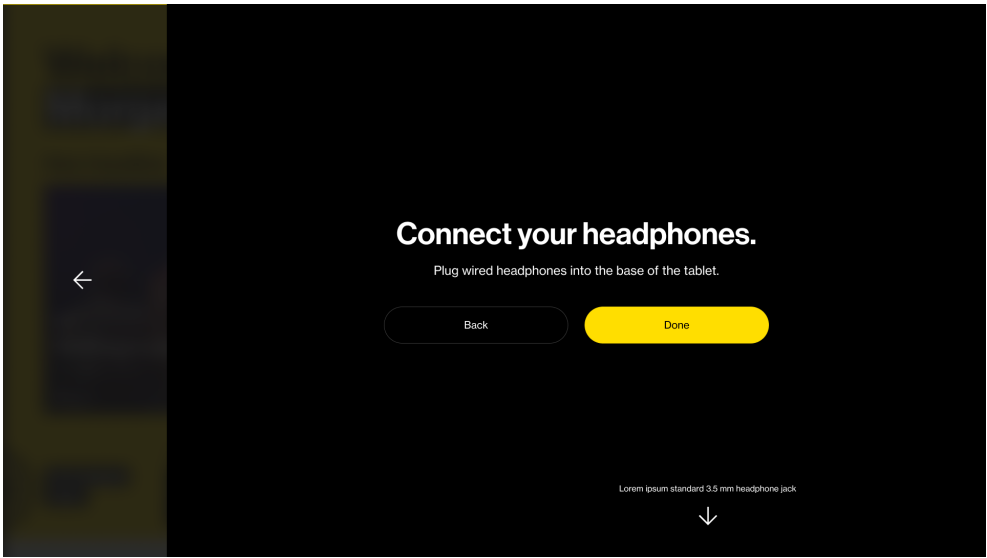 Connect your headphones.
Plug wired headphones into the base of the tablet.
Back
Done
Lorem ipsum standard 3.5 mm headphone jack